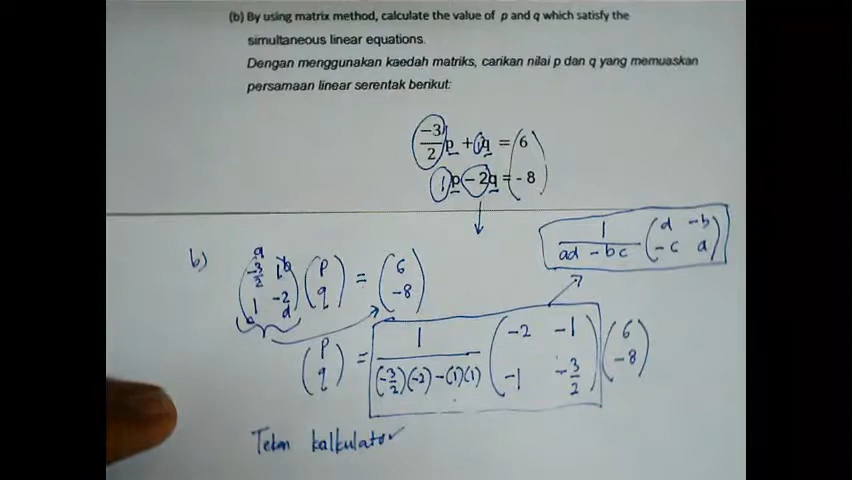 (b) By using matrix method, calculate the value of p and q which satisfy the
simultaneous linear equations.
Dengan menggunakan kaedah matriks, carikan nilai p dan q yang memuaskan
persamaan linear serentak berikut:
-3/2 p + 1q = (6
1p - 2q = -8)
1/(ad - bc) (d -b
-c a)
b) (-3/2 1
1 -2) (p
q) = (6
-8)
a b
c d
(p
q) = 1/((-3/2)(-2) - (1)(1)) (-2 -1
-1 -3/2) (6
-8)
Tekan kalkulator